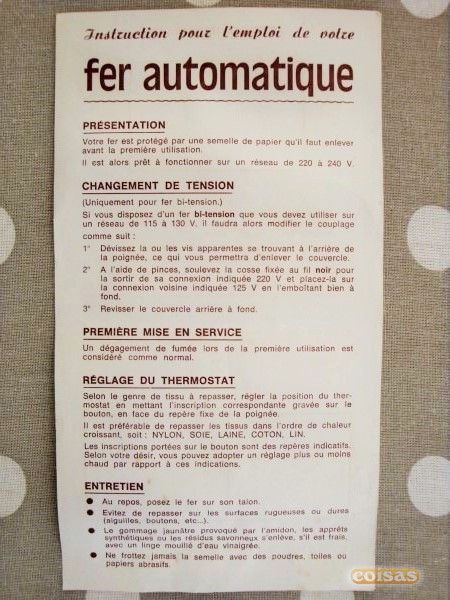 Instruction pour l'emploi de votre
fer automatique
PRÉSENTATION
Votre fer est protégé par une semelle de papier qu'il faut enlever
avant la première utilisation.
Il est alors prêt à fonctionner sur un réseau de 220 à 240 V.
CHANGEMENT DE TENSION
(Uniquement pour fer bi-tension.)
Si vous disposez d'un fer bi-tension que vous devez utiliser sur
un réseau de 115 à 130 V. il faudra alors modifier le couplage
comme suit :
1° Dévissez la ou les vis apparentes se trouvant à l'arrière de
la poignée, ce qui vous permettra d'enlever le couvercle.
2° A l'aide de pinces, soulevez la cosse fixée au fil noir pour
la sortir de sa connexion indiquée 220 V et placez-la sur
la connexion voisine indiquée 125 V en l'emboîtant bien à
fond.
3° Revisser le couvercle arrière à fond.
PREMIÈRE MISE EN SERVICE
Un dégagement de fumée lors de la première utilisation est
considéré comme normal.
RÉGLAGE DU THERMOSTAT
Selon le genre de tissu à repasser, régler la position du ther-
mostat en mettant l'inscription correspondante gravée sur le
bouton, en face du repère fixe de la poignée.
Il est préférable de repasser les tissus dans l'ordre de chaleur
croissant, soit : NYLON, SOIE, LAINE, COTON, LIN.
Les inscriptions portées sur le bouton sont des repères indicatifs.
Selon votre désir, vous pouvez adopter un réglage plus ou moins
chaud par rapport à ces indications.
ENTRETIEN
● Au repos, posez le fer sur son talon.
● Evitez de repasser sur les surfaces rugueuses ou dures
(aiguilles, boutons, etc...).
● Le gommage jaunâtre provoqué par l'amidon, les apprêts
synthétiques ou les résidus savonneux s'enlève, s'il est frais,
avec un linge mouillé d'eau vinaigrée.
● Ne frottez jamais la semelle avec des poudres, toiles ou
papiers abrasifs.
coisas